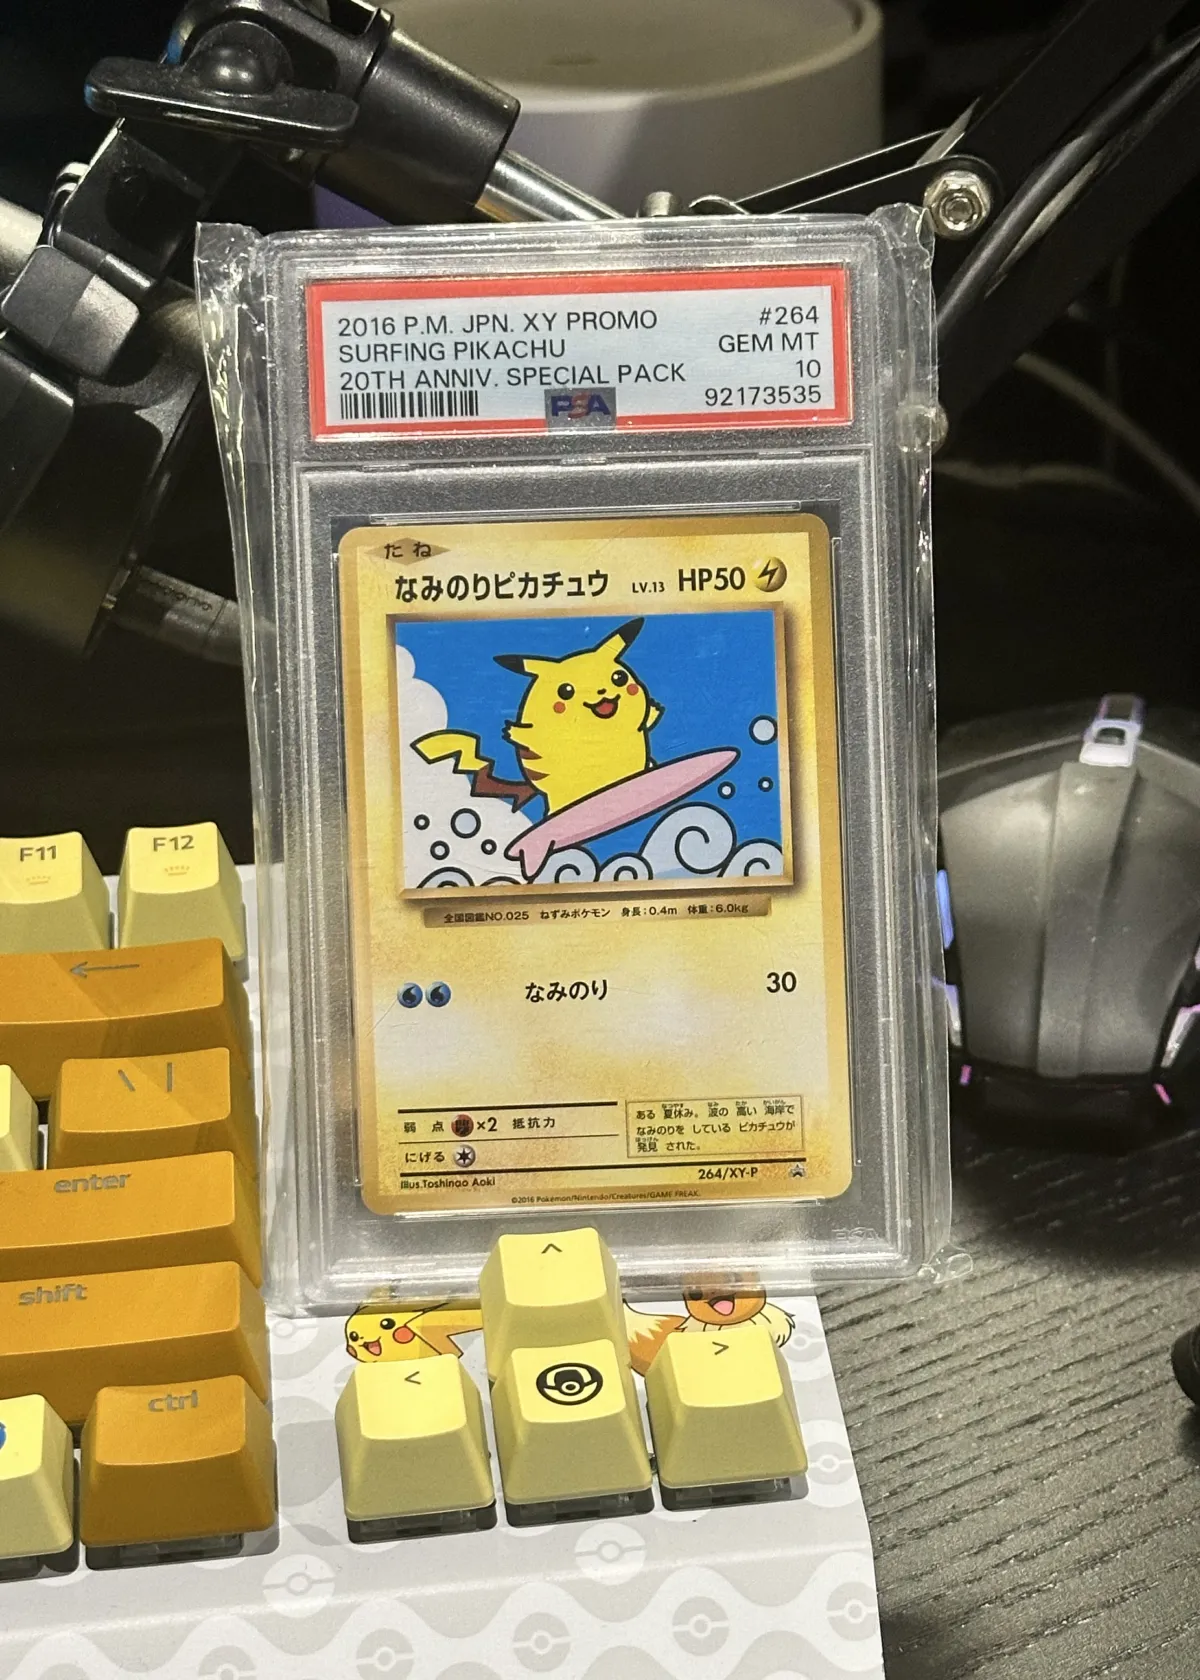 2016 P.M. JPN. XY PROMO #264
SURFING PIKACHU GEM MT
20TH ANNIV. SPECIAL PACK 10
PSA 92173535
たね
なみのりピカチュウ LV.13 HP50
全国図鑑NO.025 ねずみポケモン 身長:0.4m 体重:6.0kg
なみのり 30
弱点 ×2 抵抗力
にげる
ある 夏休み。波の 高い 海岸で
なみのりを している ピカチュウが
発見 された。
Illus.Toshinao Aoki
264/XY-P
©2016 Pokémon/Nintendo/Creatures/GAME FREAK.
F11 F12
←
\ |
enter
shift
ctrl
^
< >